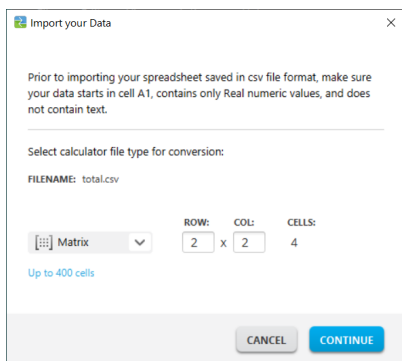 Import your Data
Prior to importing your spreadsheet saved in csv file format, make sure
your data starts in cell A1, contains only Real numeric values, and does
not contain text.
Select calculator file type for conversion:
FILENAME: total.csv
ROW: COL: CELLS:
Matrix 2 x 2 4
Up to 400 cells
CANCEL CONTINUE